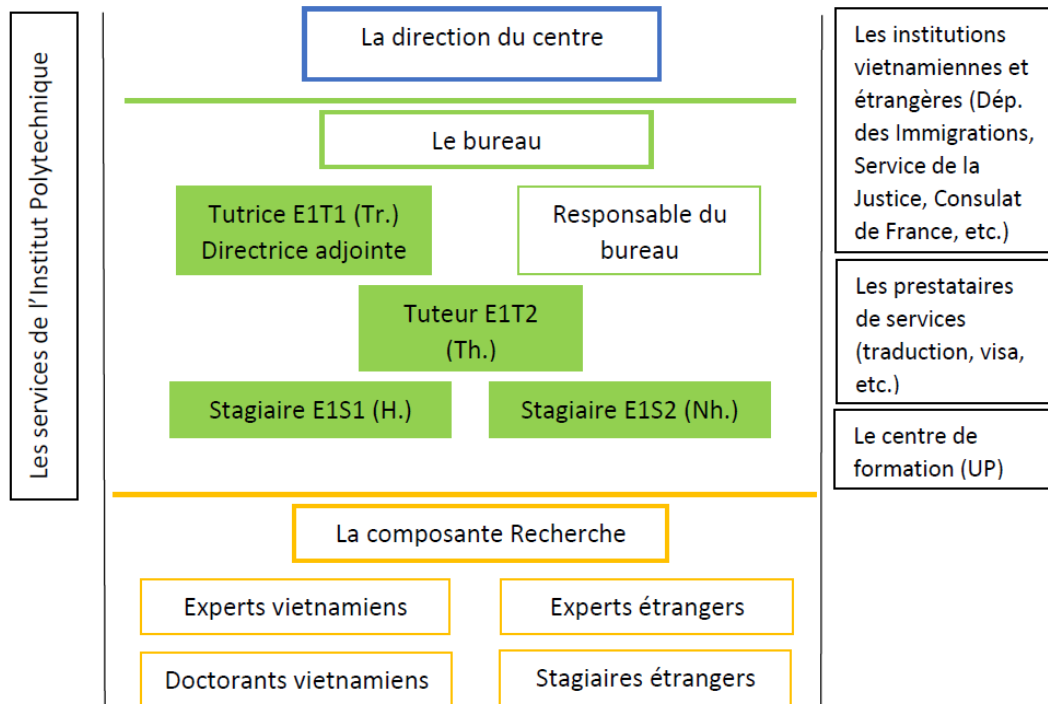 Les services de l'Institut Polytechnique
La direction du centre
Le bureau
Tutrice E1T1 (Tr.)
Directrice adjointe
Responsable du
bureau
Tuteur E1T2
(Th.)
Stagiaire E1S1 (H.)
Stagiaire E1S2 (Nh.)
La composante Recherche
Experts vietnamiens
Experts étrangers
Doctorants vietnamiens
Stagiaires étrangers
Les institutions
vietnamiennes et
étrangères (Dép.
des Immigrations,
Service de la
Justice, Consulat
de France, etc.)
Les prestataires
de services
(traduction, visa,
etc.)
Le centre de
formation (UP)